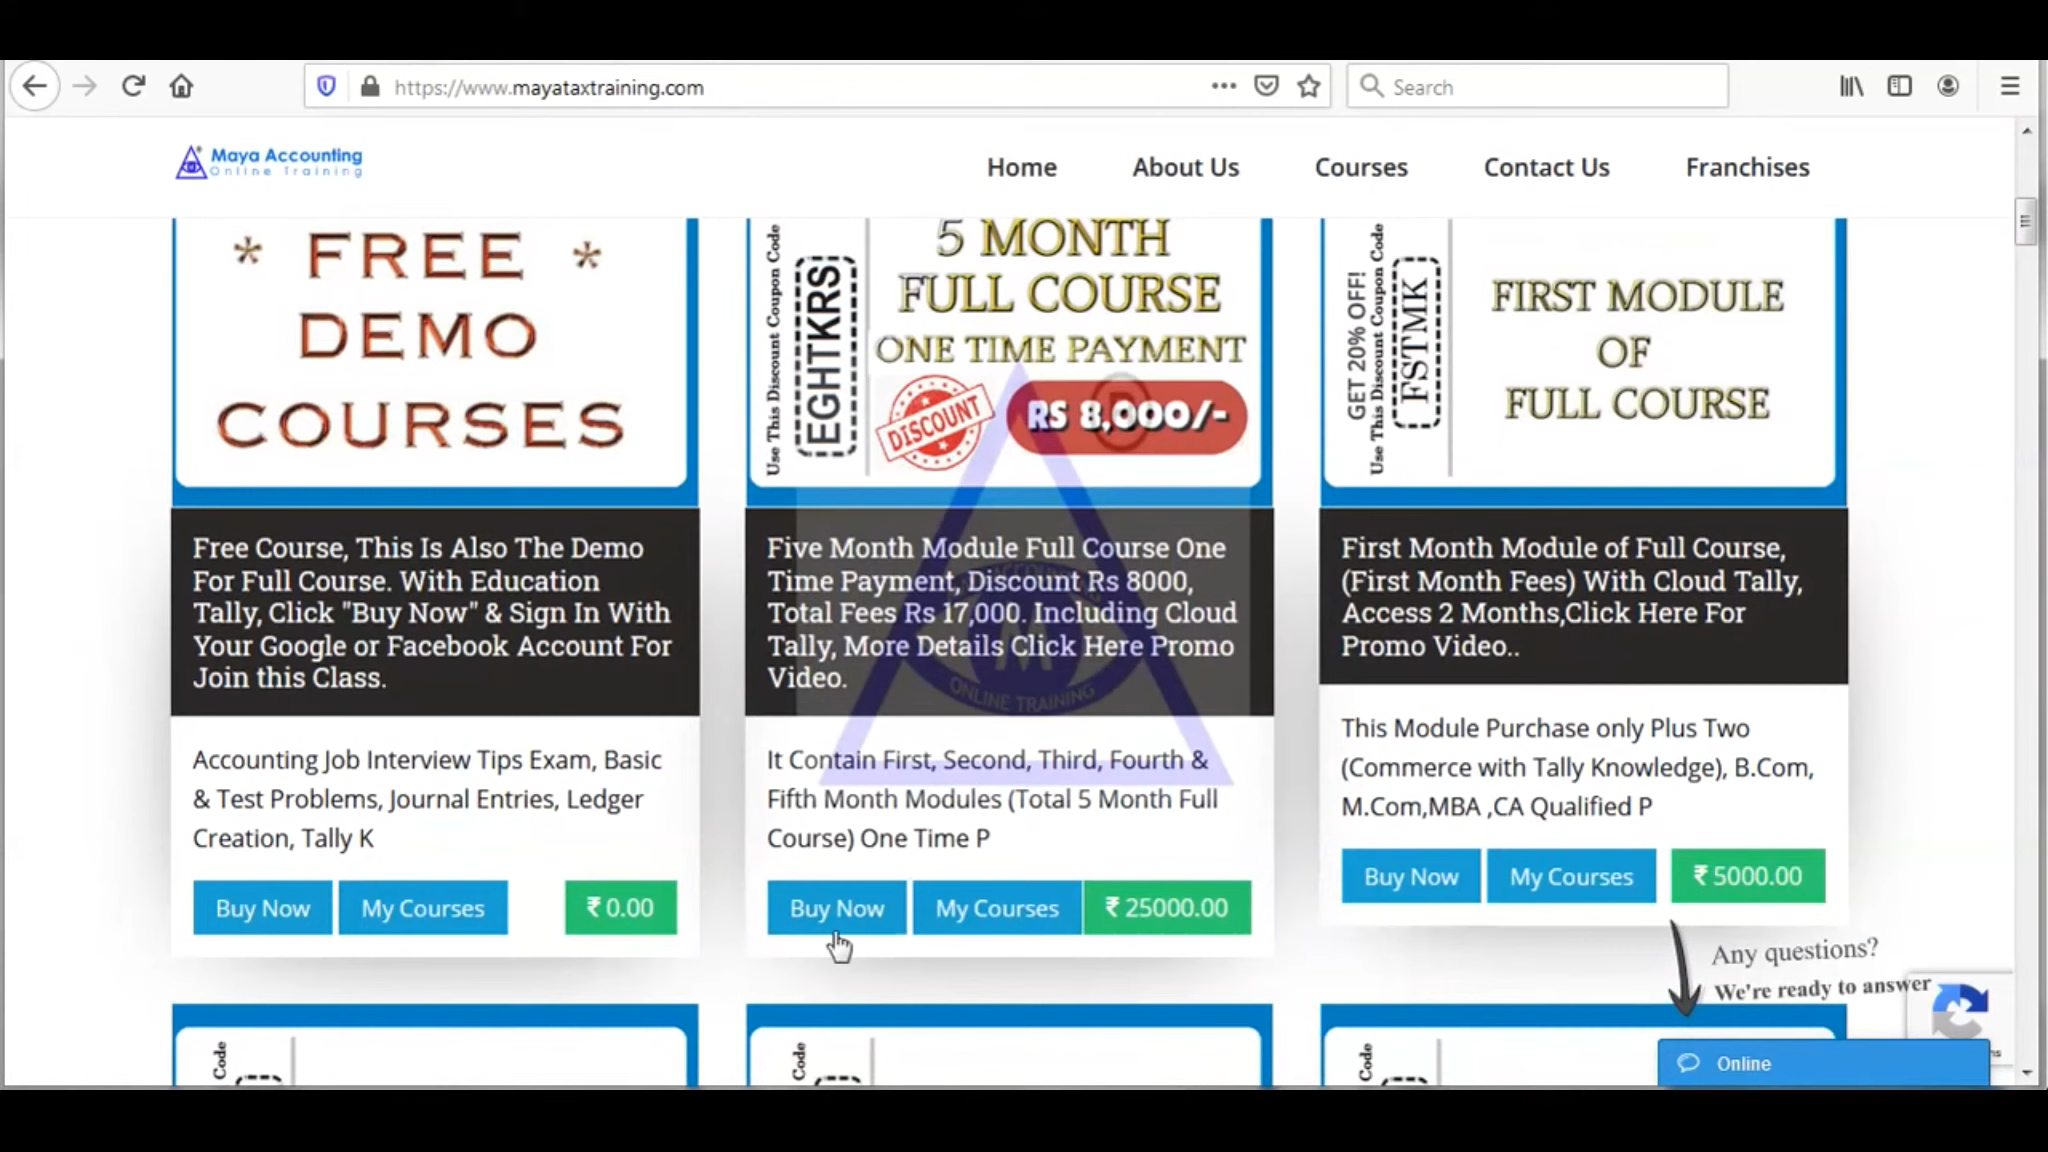 https://www.mayataxtraining.com
Search
Maya Accounting
Online Training
Home
About Us
Courses
Contact Us
Franchises
* FREE *
DEMO
COURSES
Use This Discount Coupon Code
EGHTKRS
5 MONTH
FULL COURSE
ONE TIME PAYMENT
DISCOUNT
RS 8,000/-
GET 20% OFF!
Use This Discount Coupon Code
FSTMK
FIRST MODULE
OF
FULL COURSE
Free Course, This Is Also The Demo
For Full Course. With Education
Tally, Click "Buy Now" & Sign In With
Your Google or Facebook Account For
Join this Class.
Accounting Job Interview Tips Exam, Basic
& Test Problems, Journal Entries, Ledger
Creation, Tally K
Buy Now
My Courses
₹ 0.00
Five Month Module Full Course One
Time Payment, Discount Rs 8000,
Total Fees Rs 17,000. Including Cloud
Tally, More Details Click Here Promo
Video.
M
ONLINE TRAINING
It Contain First, Second, Third, Fourth &
Fifth Month Modules (Total 5 Month Full
Course) One Time P
Buy Now
My Courses
₹ 25000.00
First Month Module of Full Course,
(First Month Fees) With Cloud Tally,
Access 2 Months,Click Here For
Promo Video..
This Module Purchase only Plus Two
(Commerce with Tally Knowledge), B.Com,
M.Com,MBA ,CA Qualified P
Buy Now
My Courses
₹ 5000.00
Any questions?
We're ready to answer
Code
Code
Code
Online